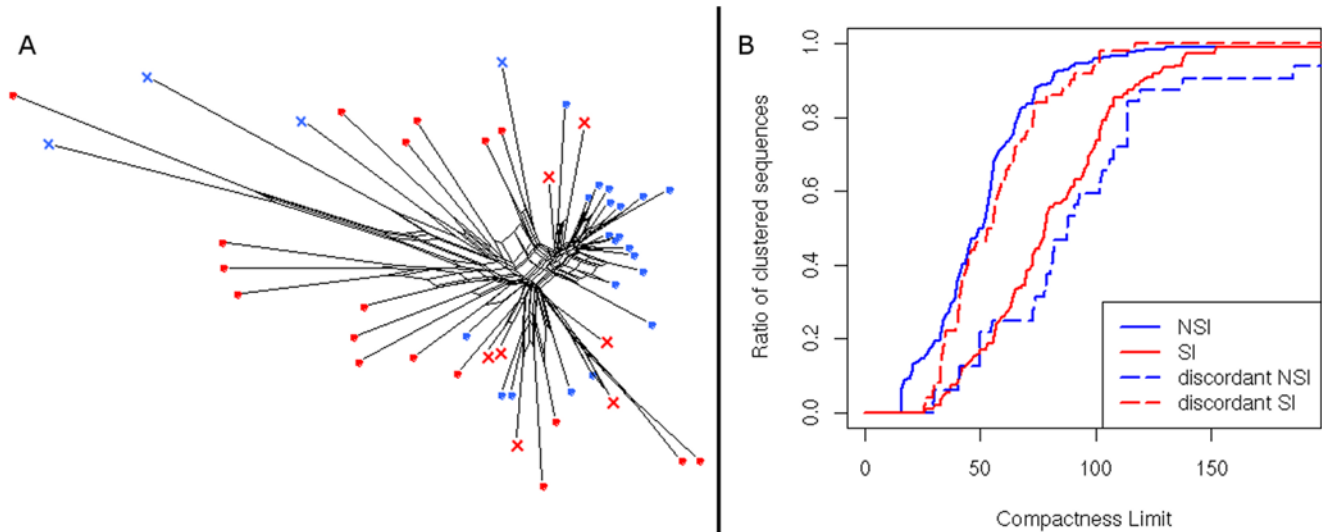 A
B
Ratio of clustered sequences
1.0
0.8
0.6
0.4
0.2
0.0
NSI
SI
discordant NSI
discordant SI
0 50 100 150
Compactness Limit